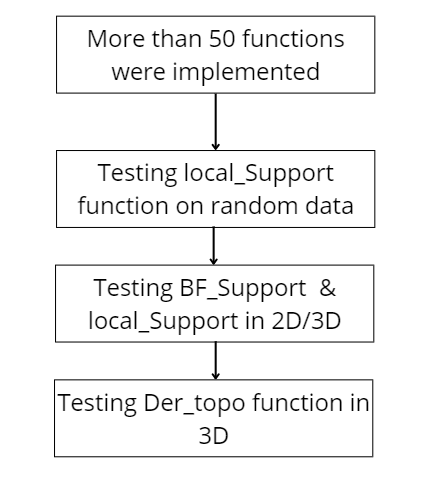 More than 50 functions
were implemented
Testing local_Support
function on random data
Testing BF_Support &
local_Support in 2D/3D
Testing Der_topo function in
3D